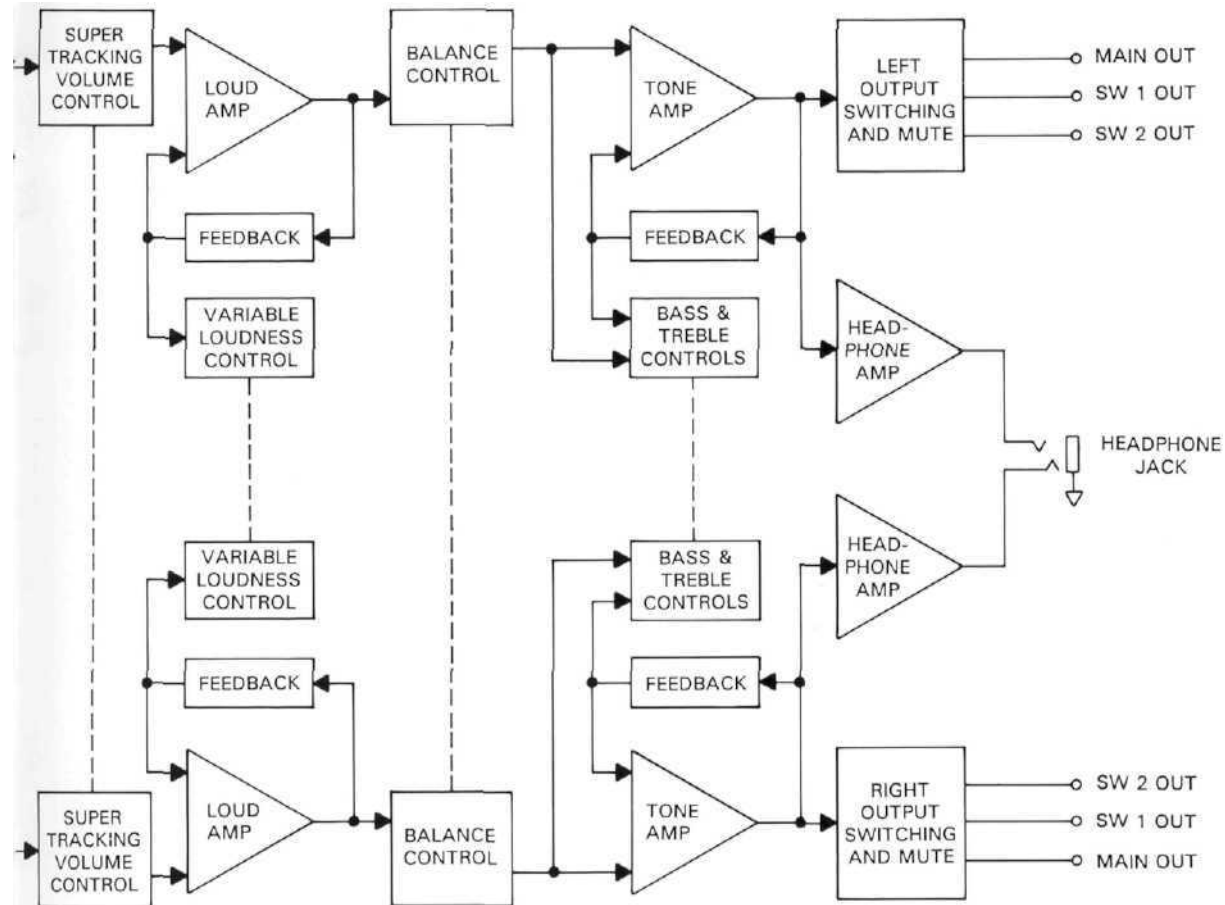 SUPER
TRACKING
VOLUME
CONTROL
LOUD
AMP
BALANCE
CONTROL
TONE
AMP
LEFT
OUTPUT
SWITCHING
AND MUTE
MAIN OUT
SW 1 OUT
SW 2 OUT
FEEDBACK
FEEDBACK
VARIABLE
LOUDNESS
CONTROL
BASS &
TREBLE
CONTROLS
HEAD-
PHONE
AMP
HEADPHONE
JACK
VARIABLE
LOUDNESS
CONTROL
BASS &
TREBLE
CONTROLS
HEAD-
PHONE
AMP
FEEDBACK
FEEDBACK
SUPER
TRACKING
VOLUME
CONTROL
LOUD
AMP
BALANCE
CONTROL
TONE
AMP
RIGHT
OUTPUT
SWITCHING
AND MUTE
SW 2 OUT
SW 1 OUT
MAIN OUT